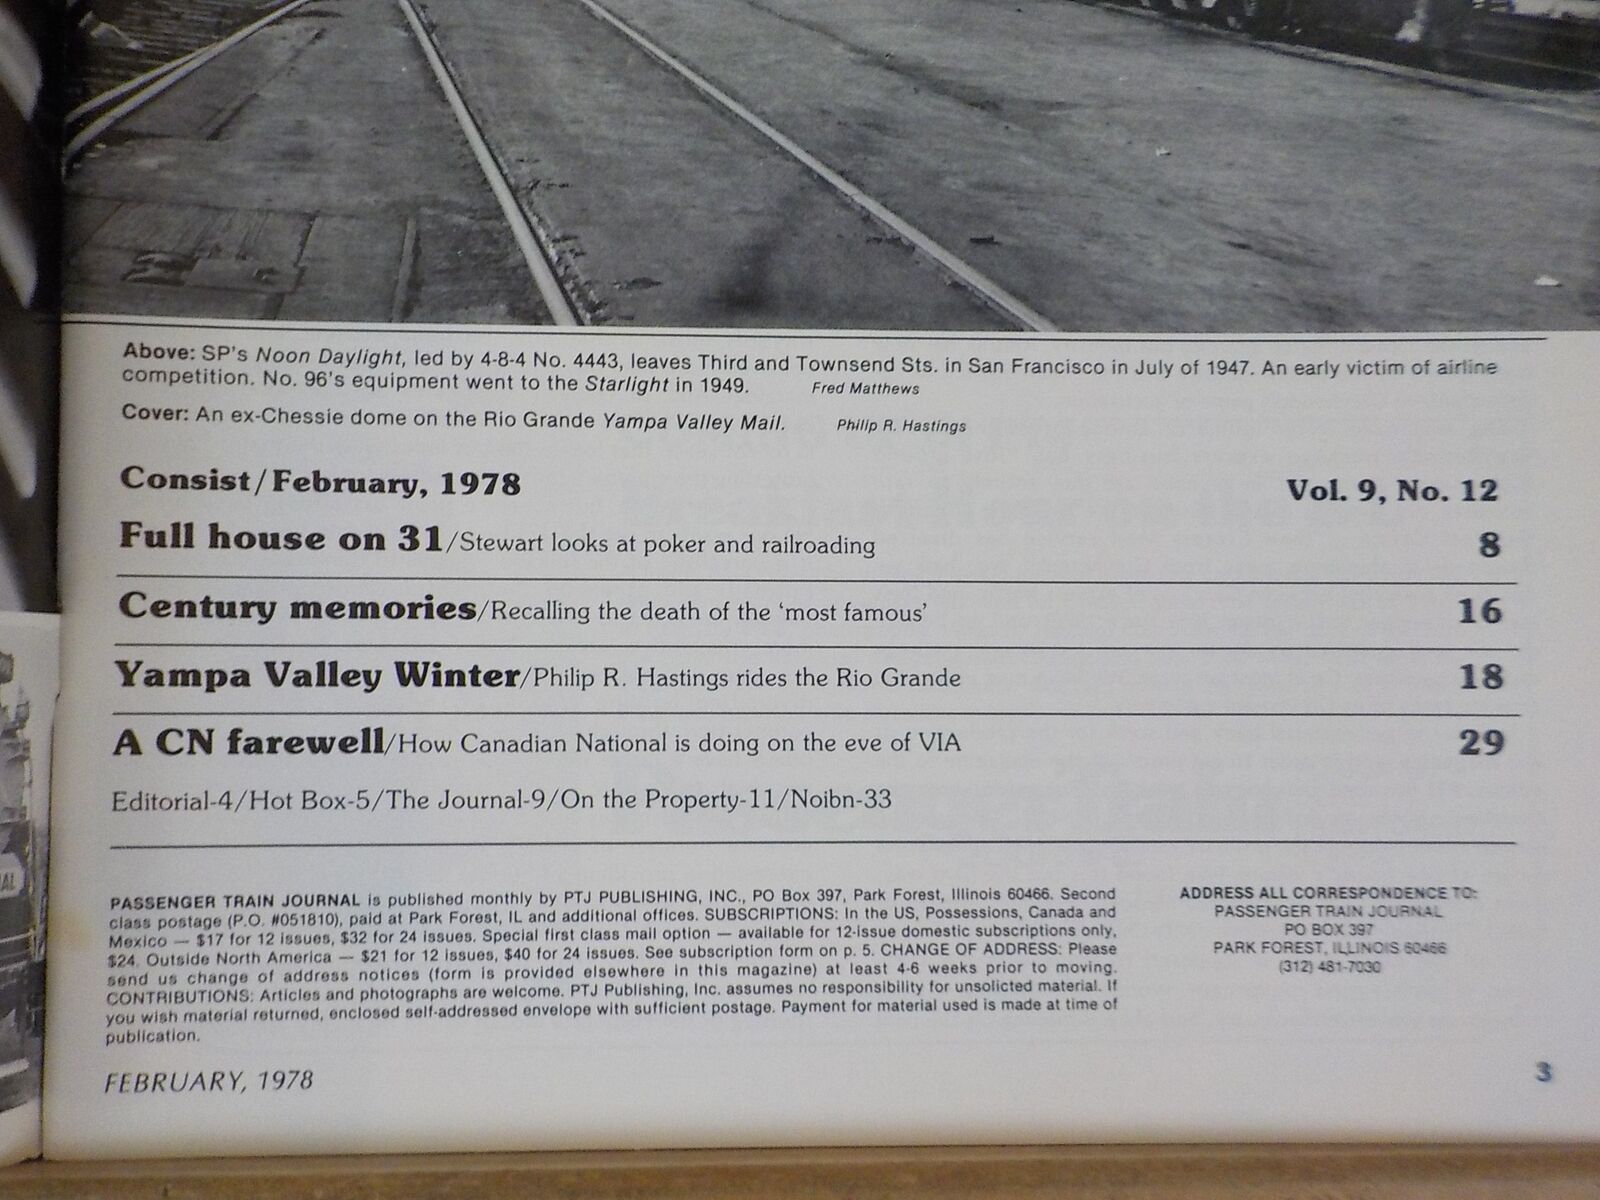 Above: SP's Noon Daylight, led by 4-8-4 No. 4443, leaves Third and Townsend Sts. in San Francisco in July of 1947. An early victim of airline
competition. No. 96's equipment went to the Starlight in 1949. Fred Matthews
Cover: An ex-Chessie dome on the Rio Grande Yampa Valley Mail. Philip R. Hastings
Consist/February, 1978 Vol. 9, No. 12
Full house on 31/Stewart looks at poker and railroading 8
Century memories/Recalling the death of the 'most famous' 16
Yampa Valley Winter/Philip R. Hastings rides the Rio Grande 18
A CN farewell/How Canadian National is doing on the eve of VIA 29
Editorial-4/Hot Box-5/The Journal-9/On the Property-11/Noibn-33
PASSENGER TRAIN JOURNAL is published monthly by PTJ PUBLISHING, INC., PO Box 397, Park Forest, Illinois 60466. Second
class postage (P.O. #051810), paid at Park Forest, IL and additional offices. SUBSCRIPTIONS: In the US, Possessions, Canada and
Mexico — $17 for 12 issues, $32 for 24 issues. Special first class mail option — available for 12-issue domestic subscriptions only,
$24. Outside North America — $21 for 12 issues, $40 for 24 issues. See subscription form on p. 5. CHANGE OF ADDRESS: Please
send us change of address notices (form is provided elsewhere in this magazine) at least 4-6 weeks prior to moving.
CONTRIBUTIONS: Articles and photographs are welcome. PTJ Publishing, Inc. assumes no responsibility for unsolicted material. If
you wish material returned, enclosed self-addressed envelope with sufficient postage. Payment for material used is made at time of
publication.
ADDRESS ALL CORRESPONDENCE TO:
PASSENGER TRAIN JOURNAL
PO BOX 397
PARK FOREST, ILLINOIS 60466
(312) 481-7030
FEBRUARY, 1978 3